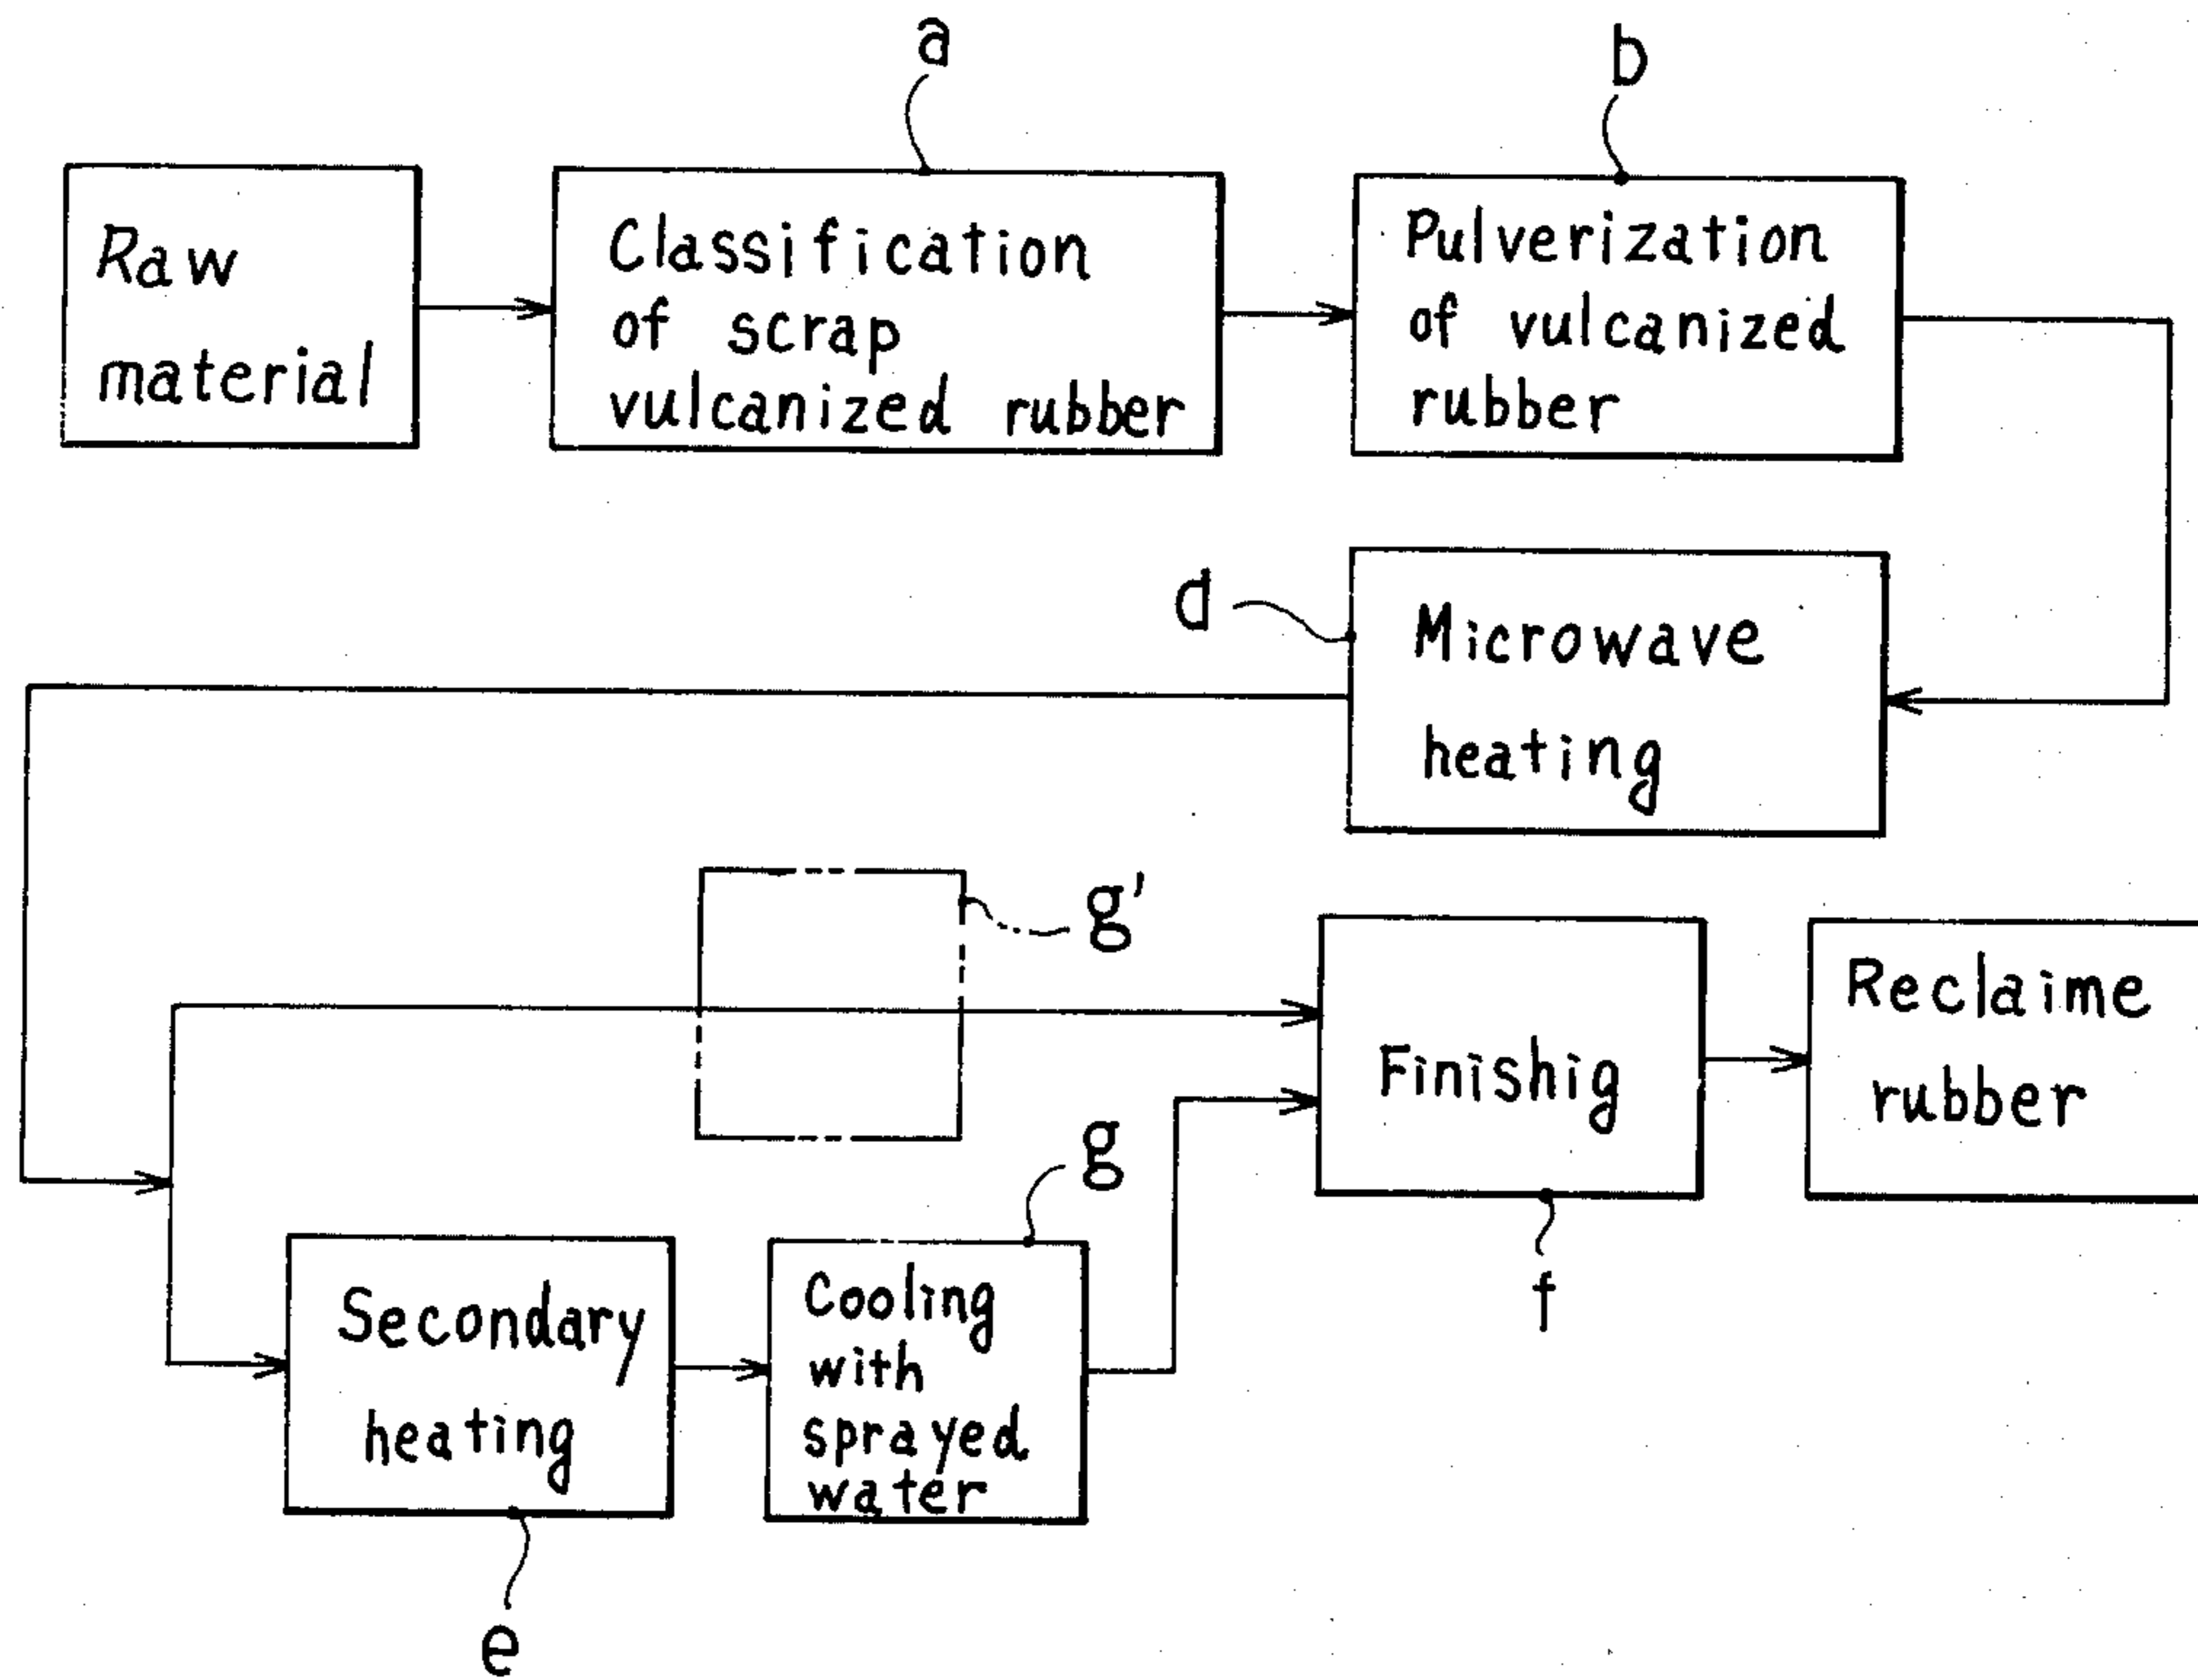 a
b
Raw
material
Classification
of scrap
vulcanized rubber
Pulverization
of vulcanized
rubber
d
Microwave
heating
g'
Finishig
Reclaime
rubber
g
f
Secondary
heating
Cooling
with
sprayed
water
e